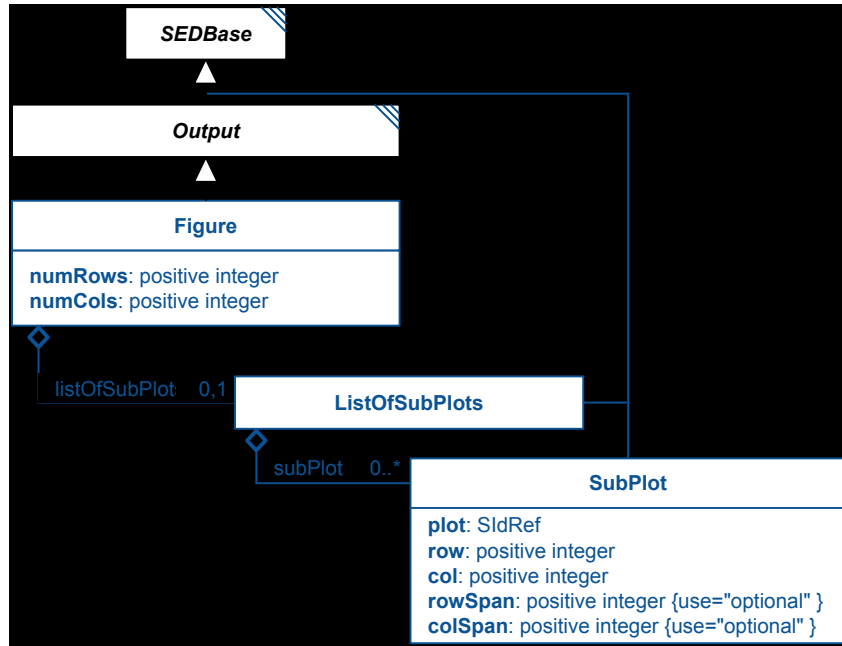 SEDBase
Output
Figure
numRows: positive integer
numCols: positive integer
listOfSubPlot: 0,1
ListOfSubPlots
subPlot 0..*
SubPlot
plot: SIdRef
row: positive integer
col: positive integer
rowSpan: positive integer {use="optional" }
colSpan: positive integer {use="optional" }